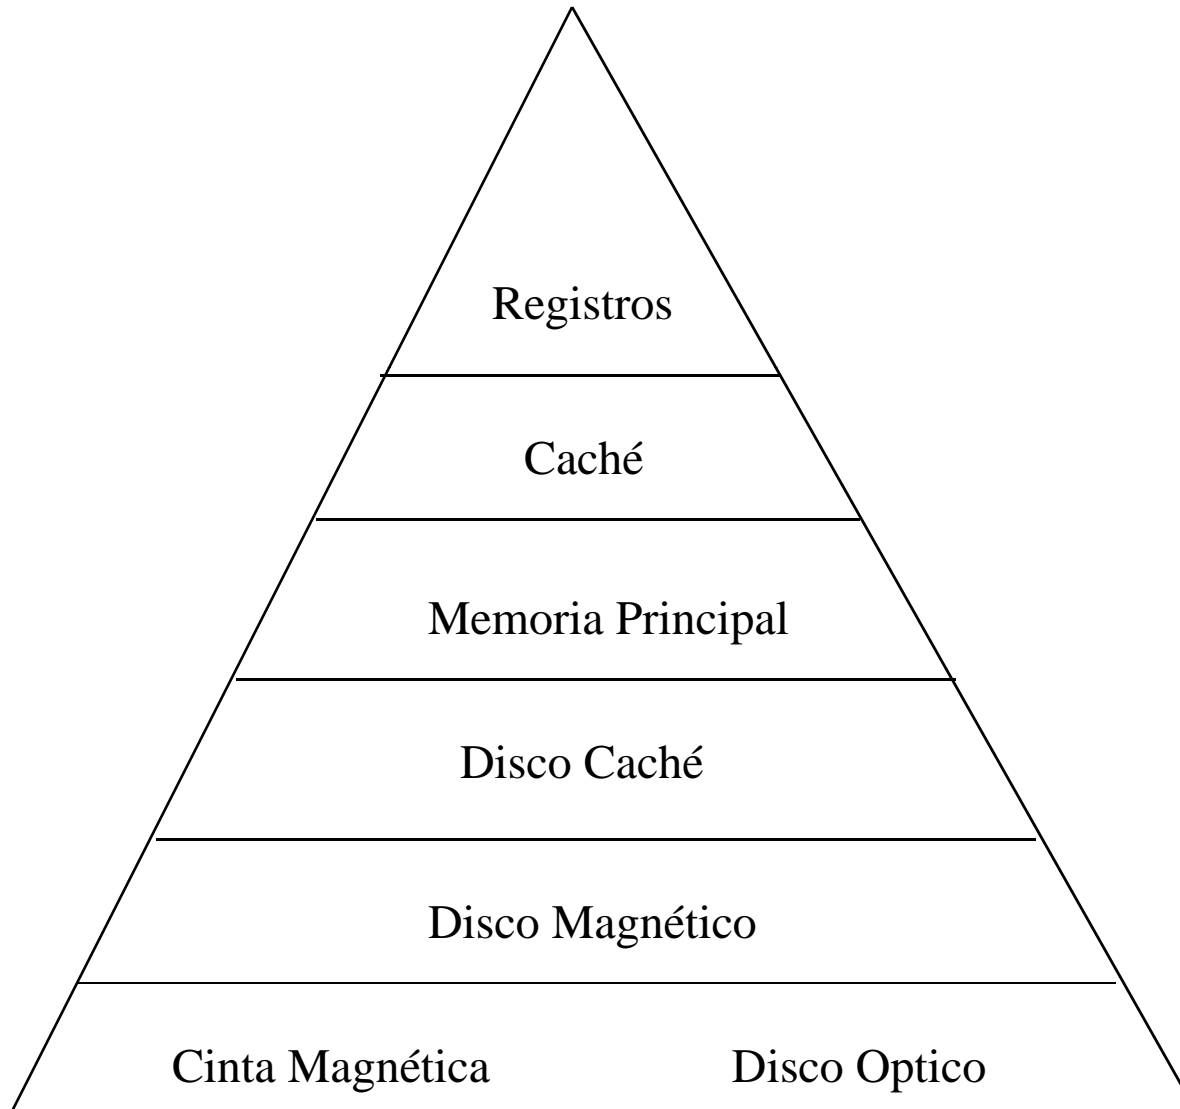 Registros
Caché
Memoria Principal
Disco Caché
Disco Magnético
Cinta Magnética Disco Optico